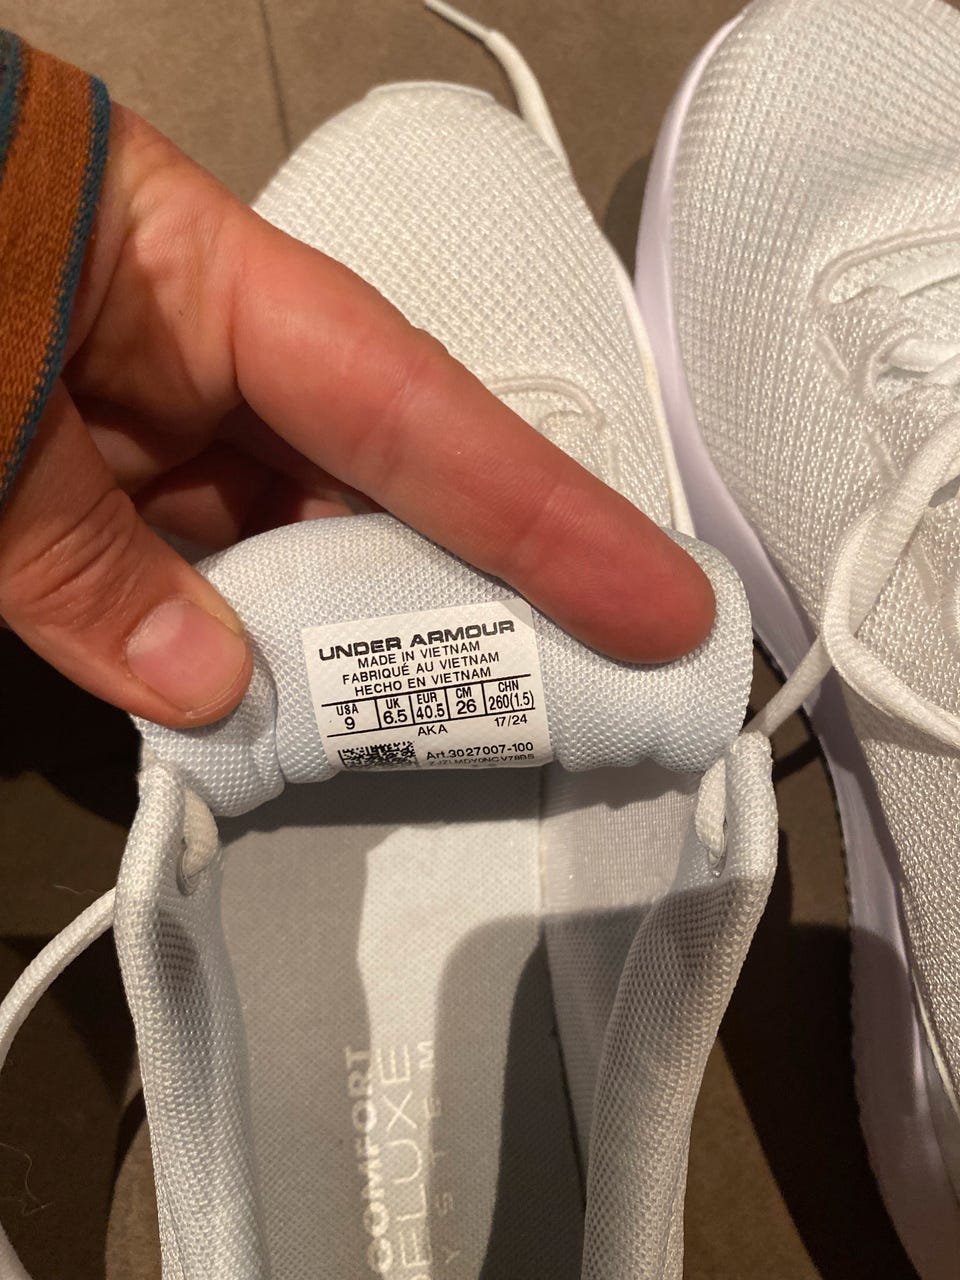 UNDER ARMOUR
MADE IN VIETNAM
FABRIQUÉ AU VIETNAM
HECHO EN VIETNAM
USA UK EUR CM CHN
9 6.5 40.5 26 260(1.5)
AKA 17/24
Art.3027007-100
COMFORT
DELUXE